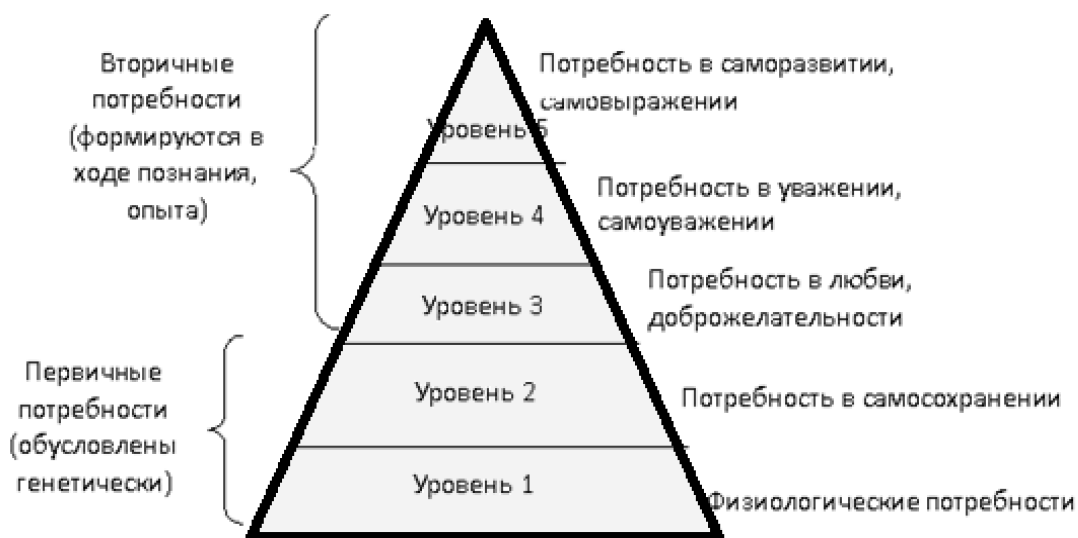 Вторичные
потребности
(формируются в
ходе познания,
опыта)
Потребность в саморазвитии,
самовыражении
Уровень 5
Уровень 4
Потребность в уважении,
самоуважении
Уровень 3
Потребность в любви,
доброжелательности
Первичные
потребности
(обусловлены
генетически)
Уровень 2
Потребность в самосохранении
Уровень 1
Физиологические потребности